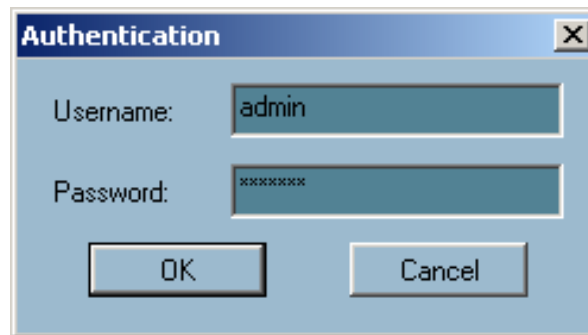 Authentication
Username: admin
Password: *******
OK Cancel